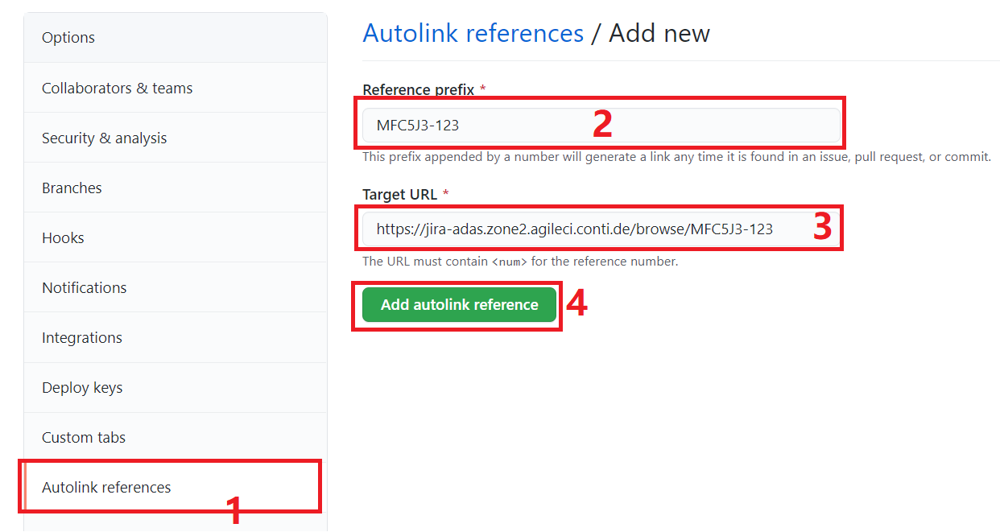 Options
Collaborators & teams
Security & analysis
Branches
Hooks
Notifications
Integrations
Deploy keys
Custom tabs
Autolink references
1
Autolink references / Add new
Reference prefix *
MFC5J3-123
2
This prefix appended by a number will generate a link any time it is found in an issue, pull request, or commit.
Target URL *
https://jira-adas.zone2.agileci.conti.de/browse/MFC5J3-123
3
The URL must contain <num> for the reference number.
Add autolink reference
4